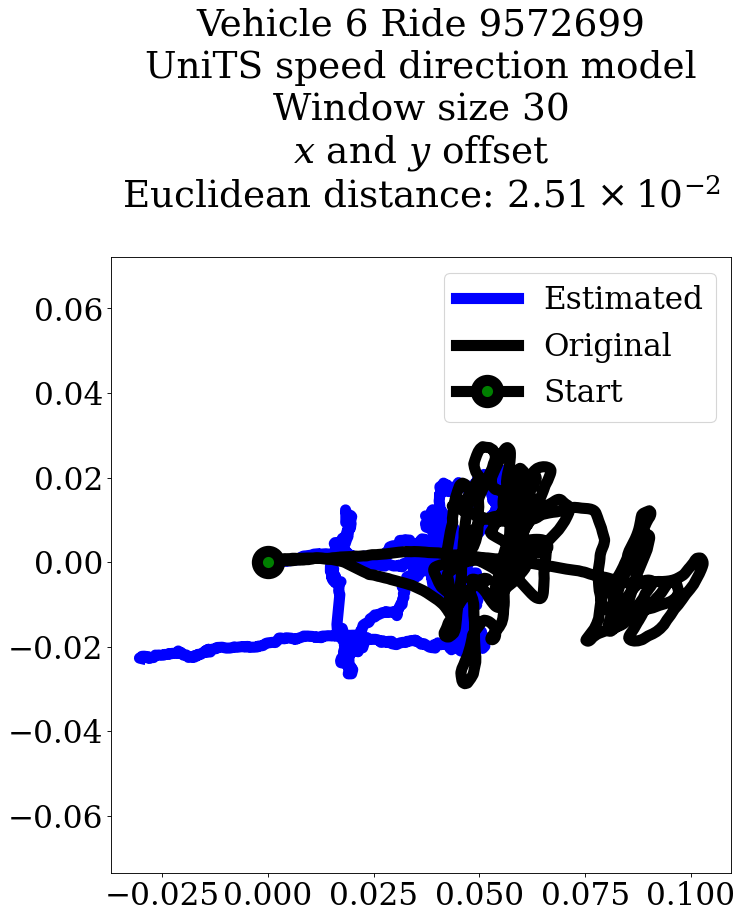 Vehicle 6 Ride 9572699
UniTS speed direction model
Window size 30
x and y offset
Euclidean distance: 2.51 × 10⁻²
Estimated
Original
Start
0.06
0.04
0.02
0.00
−0.02
−0.04
−0.06
−0.025 0.000 0.025 0.050 0.075 0.100